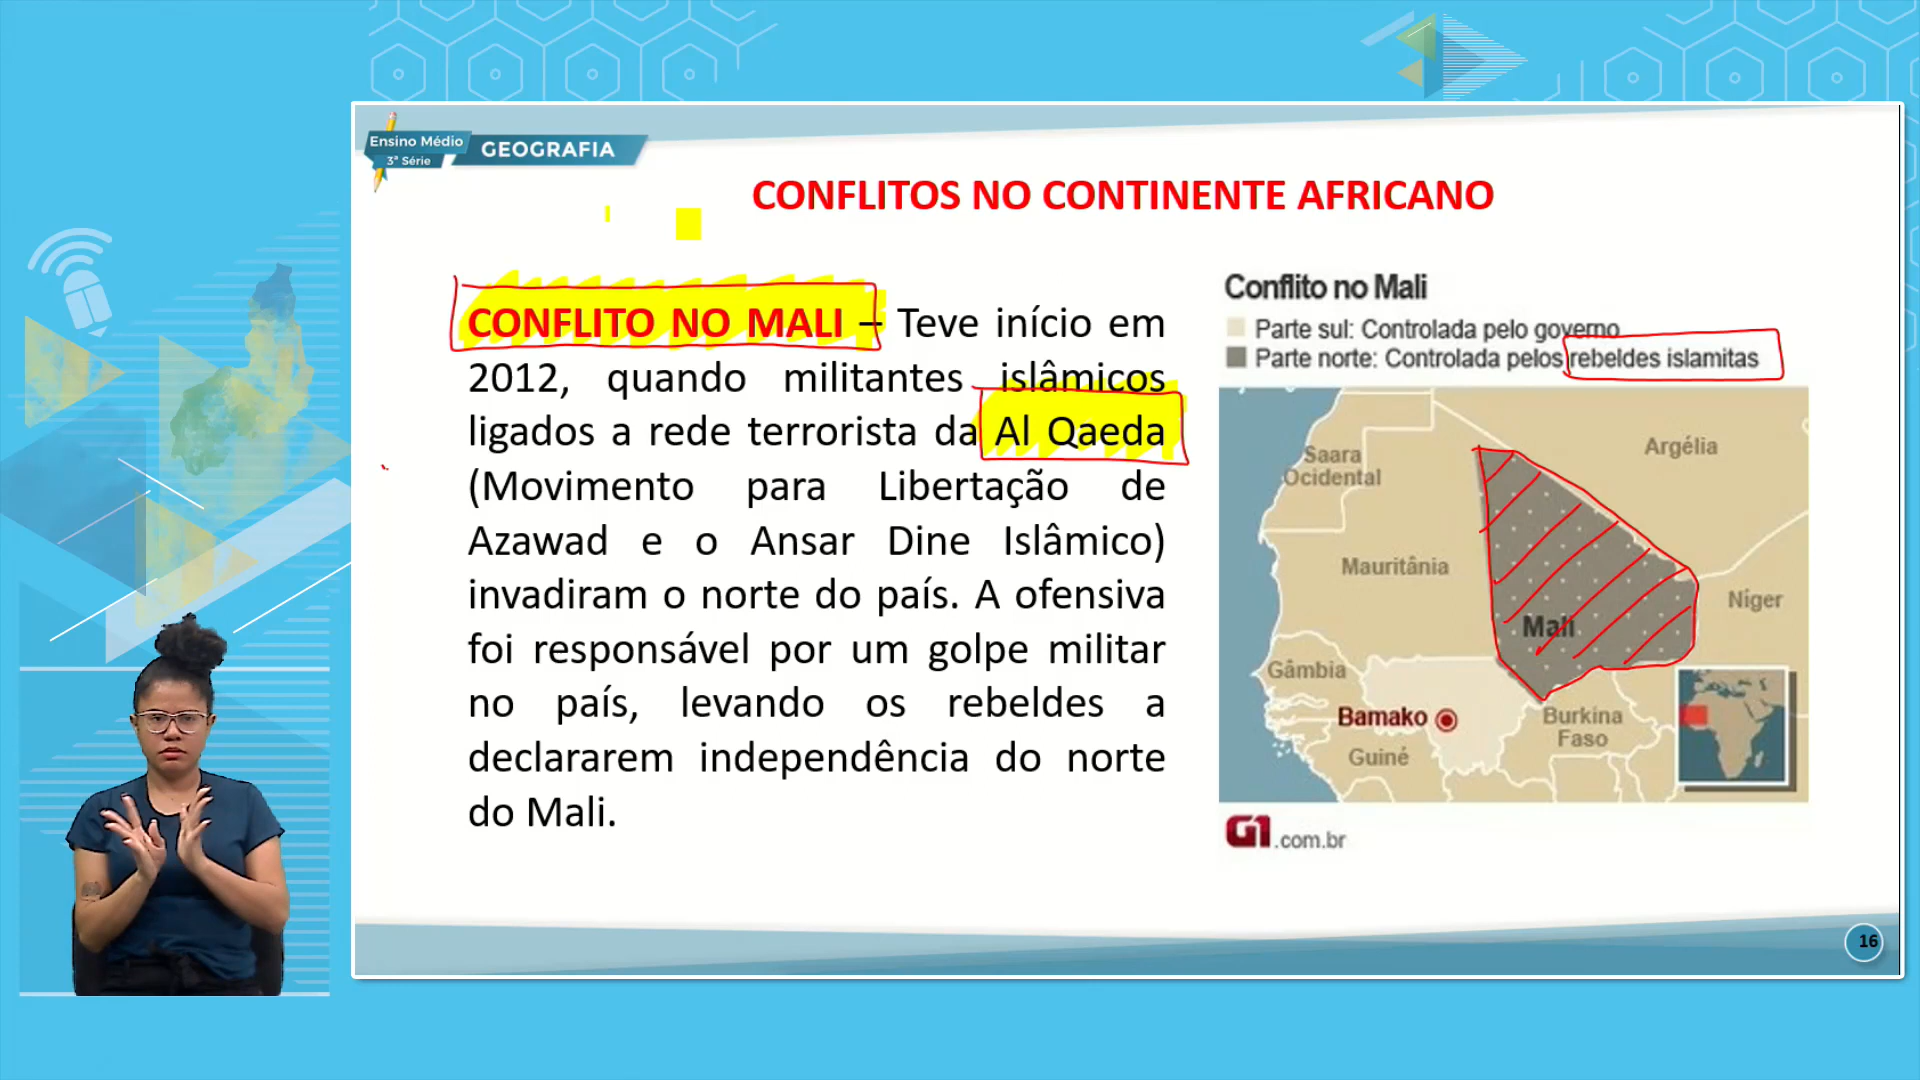 Ensino Médio
3ª Série
GEOGRAFIA
CONFLITOS NO CONTINENTE AFRICANO
CONFLITO NO MALI – Teve início em
2012, quando militantes islâmicos
ligados a rede terrorista da Al Qaeda
(Movimento para Libertação de
Azawad e o Ansar Dine Islâmico)
invadiram o norte do país. A ofensiva
foi responsável por um golpe militar
no país, levando os rebeldes a
declararem independência do norte
do Mali.
Conflito no Mali
Parte sul: Controlada pelo governo
Parte norte: Controlada pelos rebeldes islamitas
Saara
Ocidental
Argélia
Mauritânia
Níger
Mali
Gâmbia
Bamako
Burkina
Faso
Guiné
G1.com.br
16